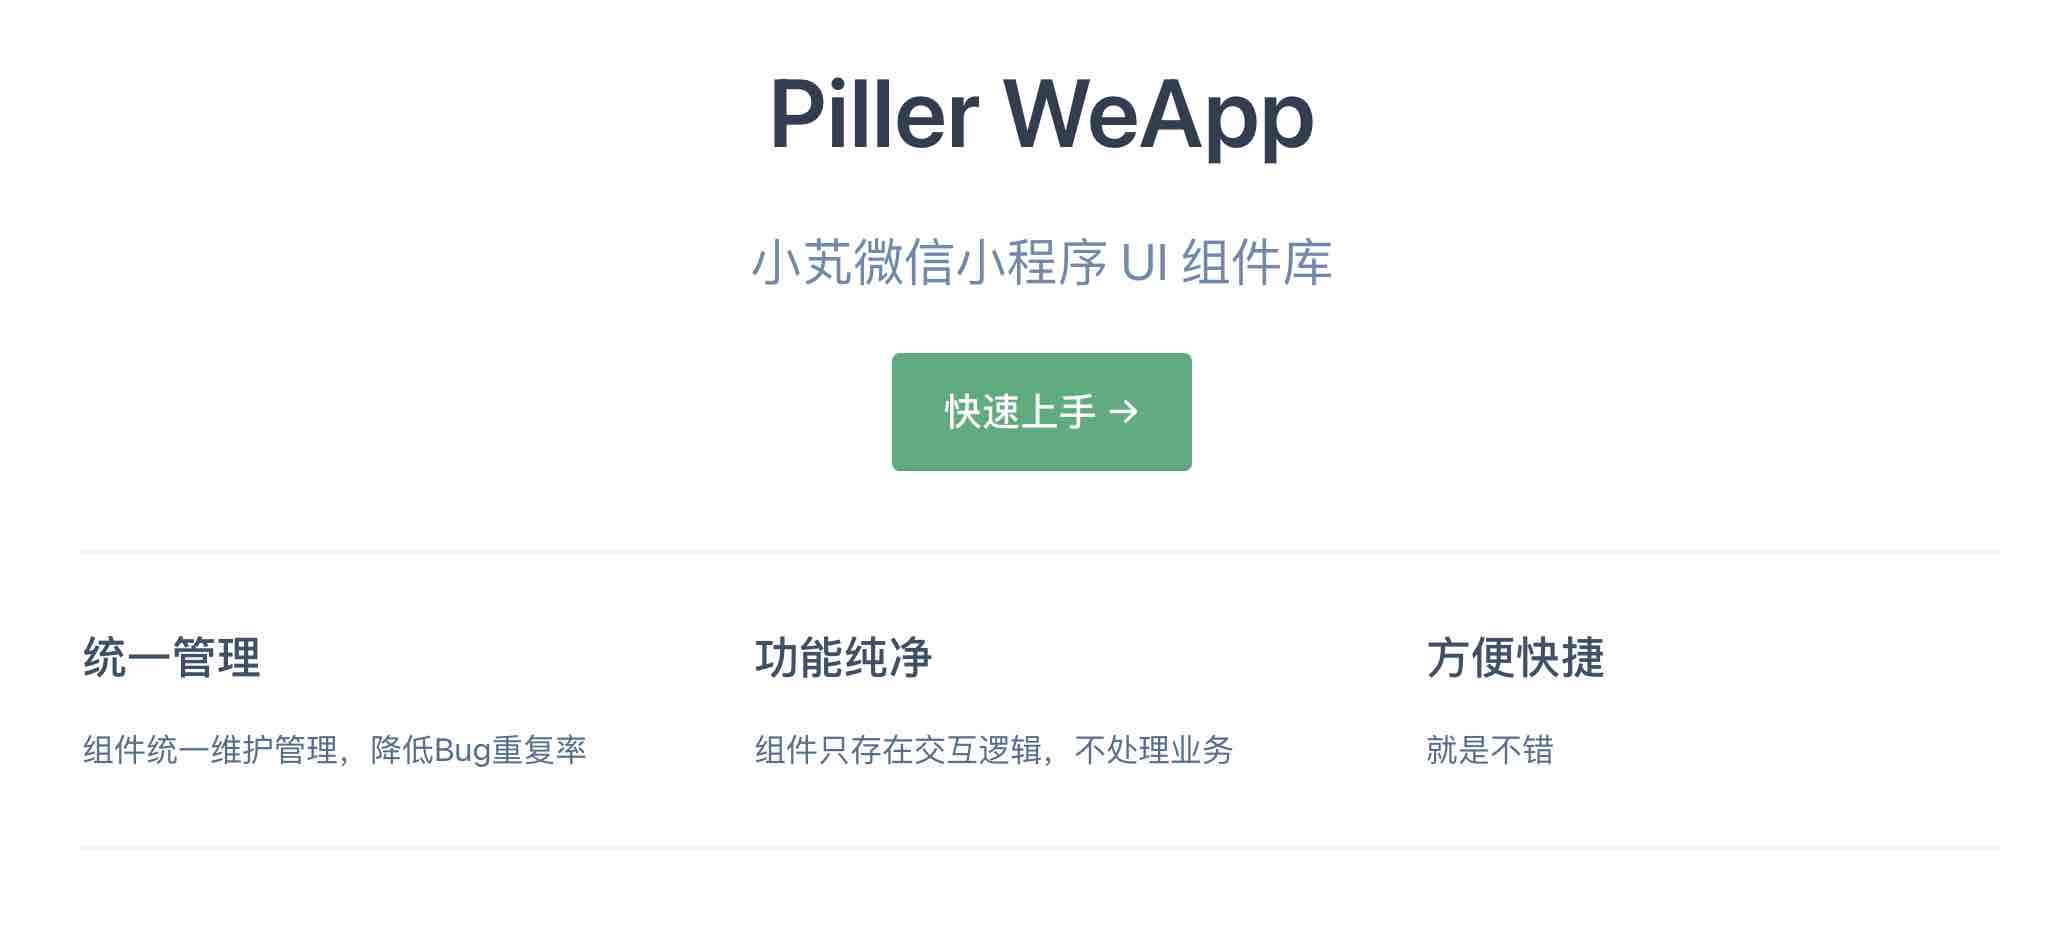 Piller WeApp
小芄微信小程序 UI 组件库
快速上手 →
统一管理
组件统一维护管理，降低Bug重复率
功能纯净
组件只存在交互逻辑，不处理业务
方便快捷
就是不错